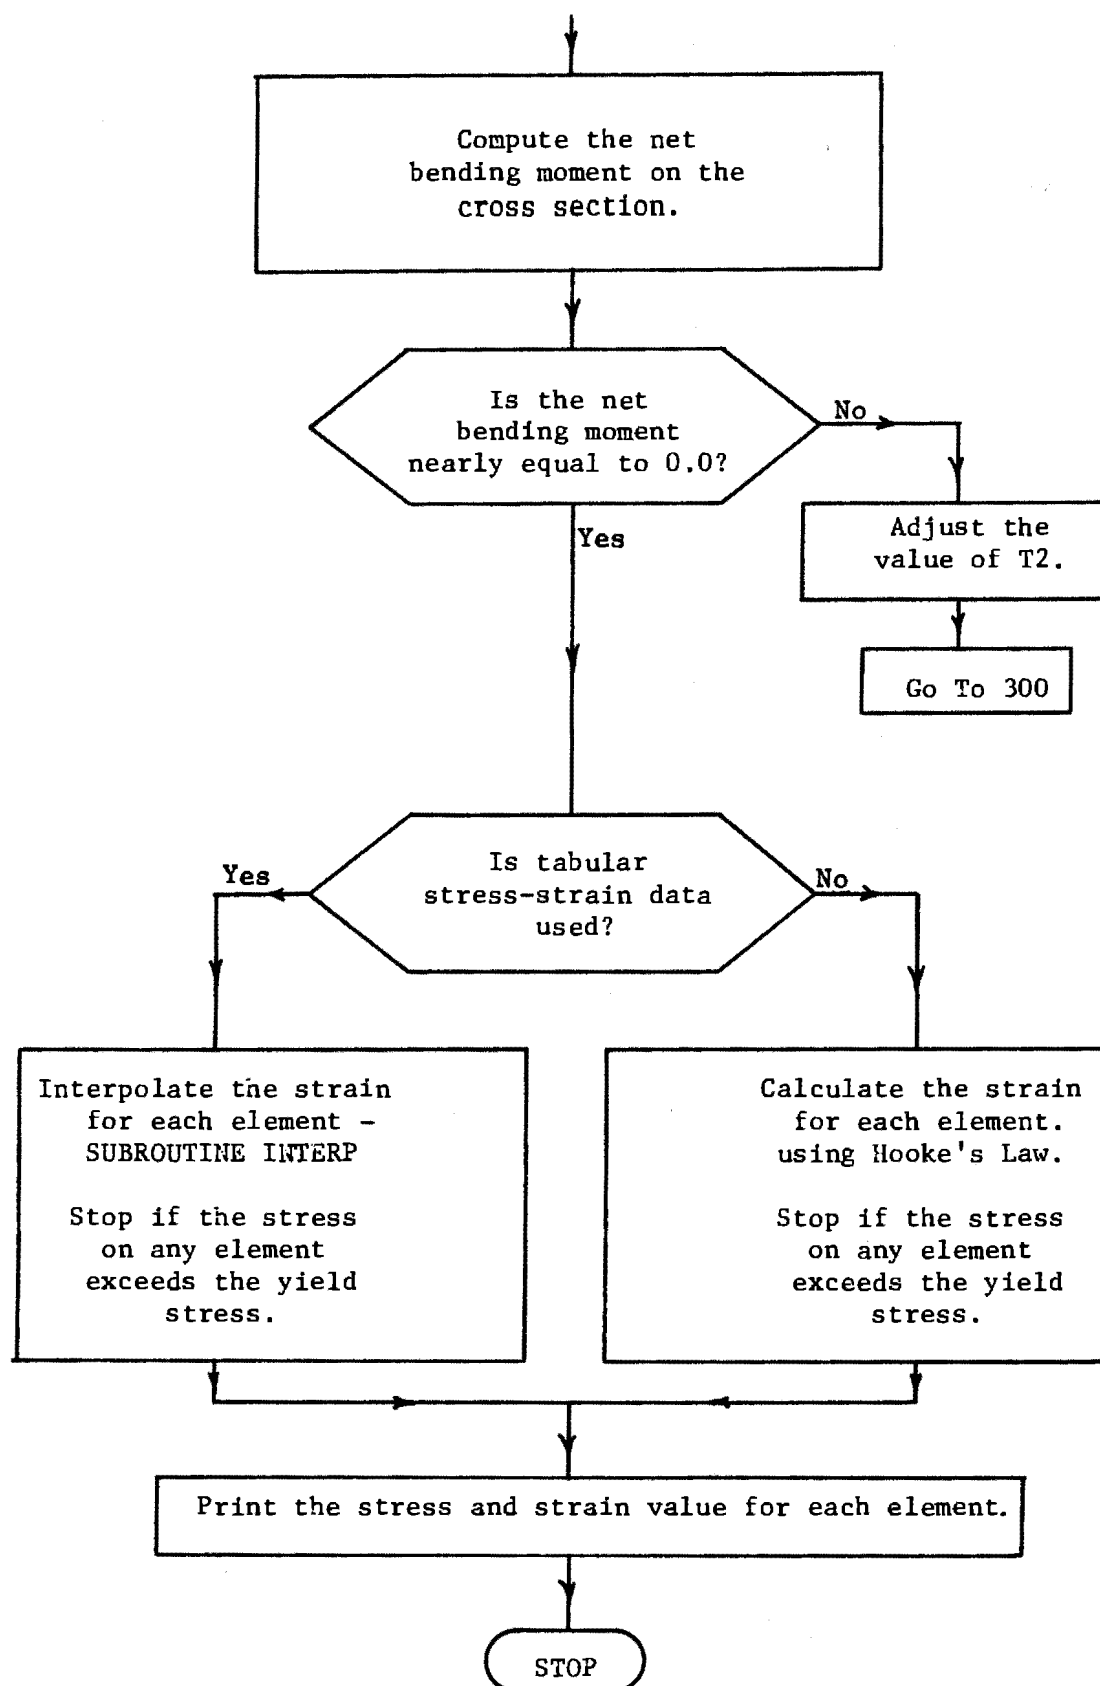 Compute the net
bending moment on the
cross section.
Is the net
bending moment
nearly equal to 0.0?
No
Adjust the
value of T2.
Yes
Go To 300
Is tabular
stress-strain data
used?
Yes
No
Interpolate the strain
for each element -
SUBROUTINE INTERP
Stop if the stress
on any element
exceeds the yield
stress.
Calculate the strain
for each element.
using Hooke's Law.
Stop if the stress
on any element
exceeds the yield
stress.
Print the stress and strain value for each element.
STOP